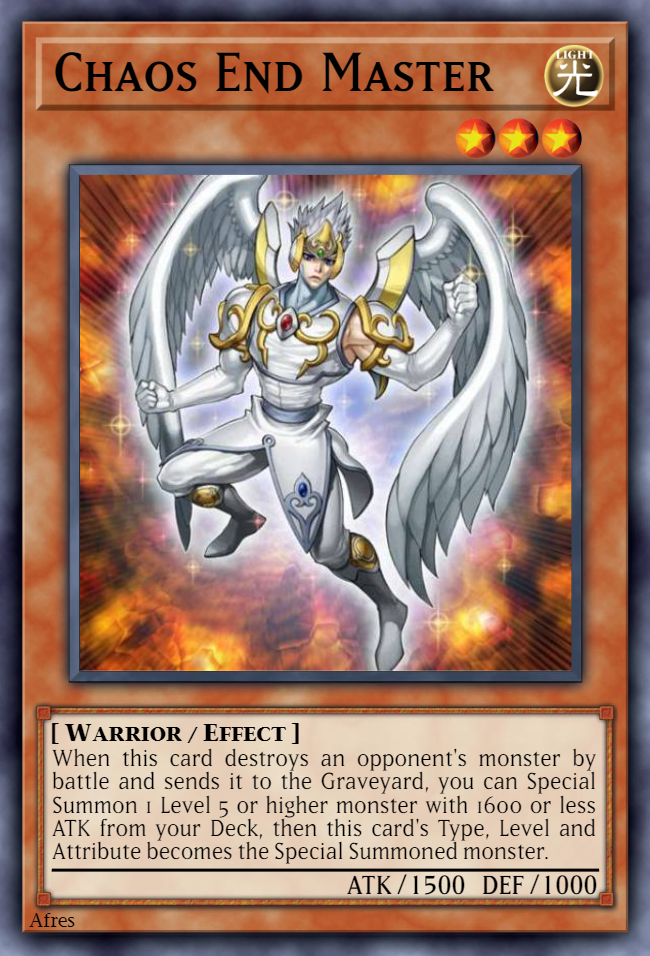 Chaos End Master
LIGHT
光
[ Warrior / Effect ]
When this card destroys an opponent's monster by
battle and sends it to the Graveyard, you can Special
Summon 1 Level 5 or higher monster with 1600 or less
ATK from your Deck, then this card's Type, Level and
Attribute becomes the Special Summoned monster.
ATK / 1500 DEF / 1000
Afres